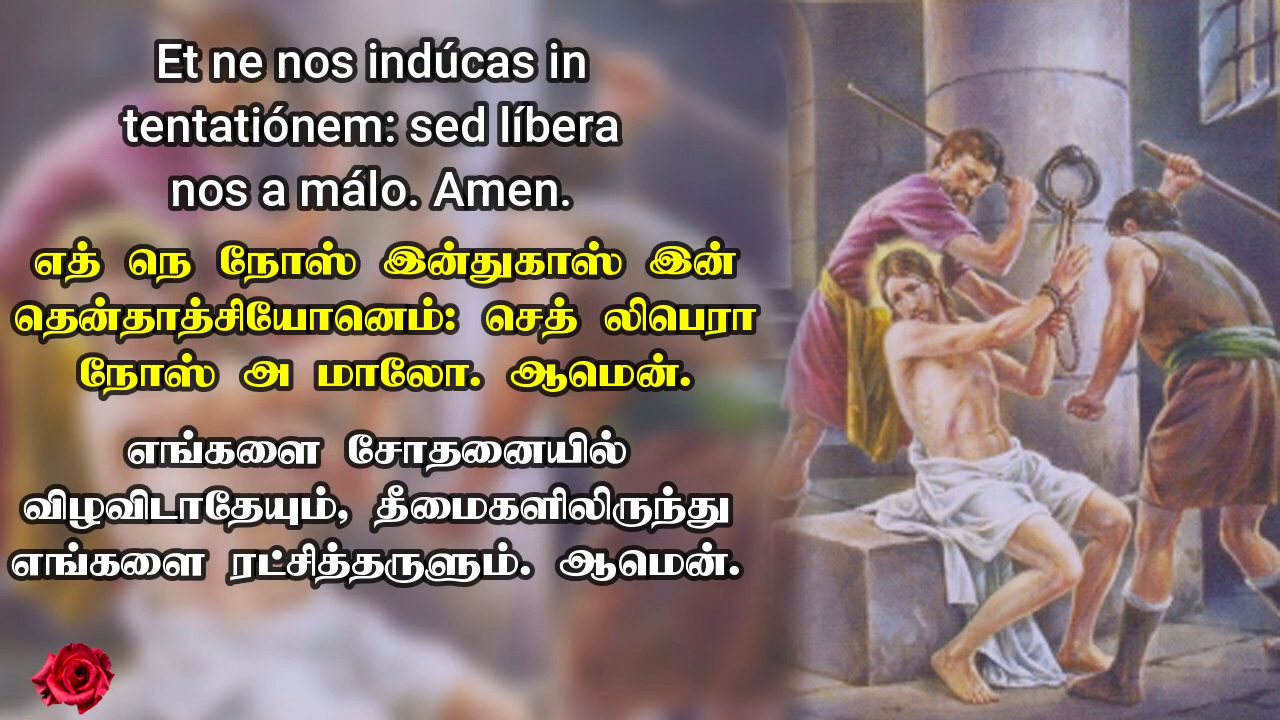 Et ne nos indúcas in
tentatiónem: sed líbera
nos a málo. Amen.
எத் நெ நோஸ் இன்துகாஸ் இன்
தென்தாத்சியோனெம்: செத் லிபெரா
நோஸ் அ மாலோ. ஆமென்.
எங்களை சோதனையில்
விழவிடாதேயும், தீமைகளிலிருந்து
எங்களை ரட்சித்தருளும். ஆமென்.